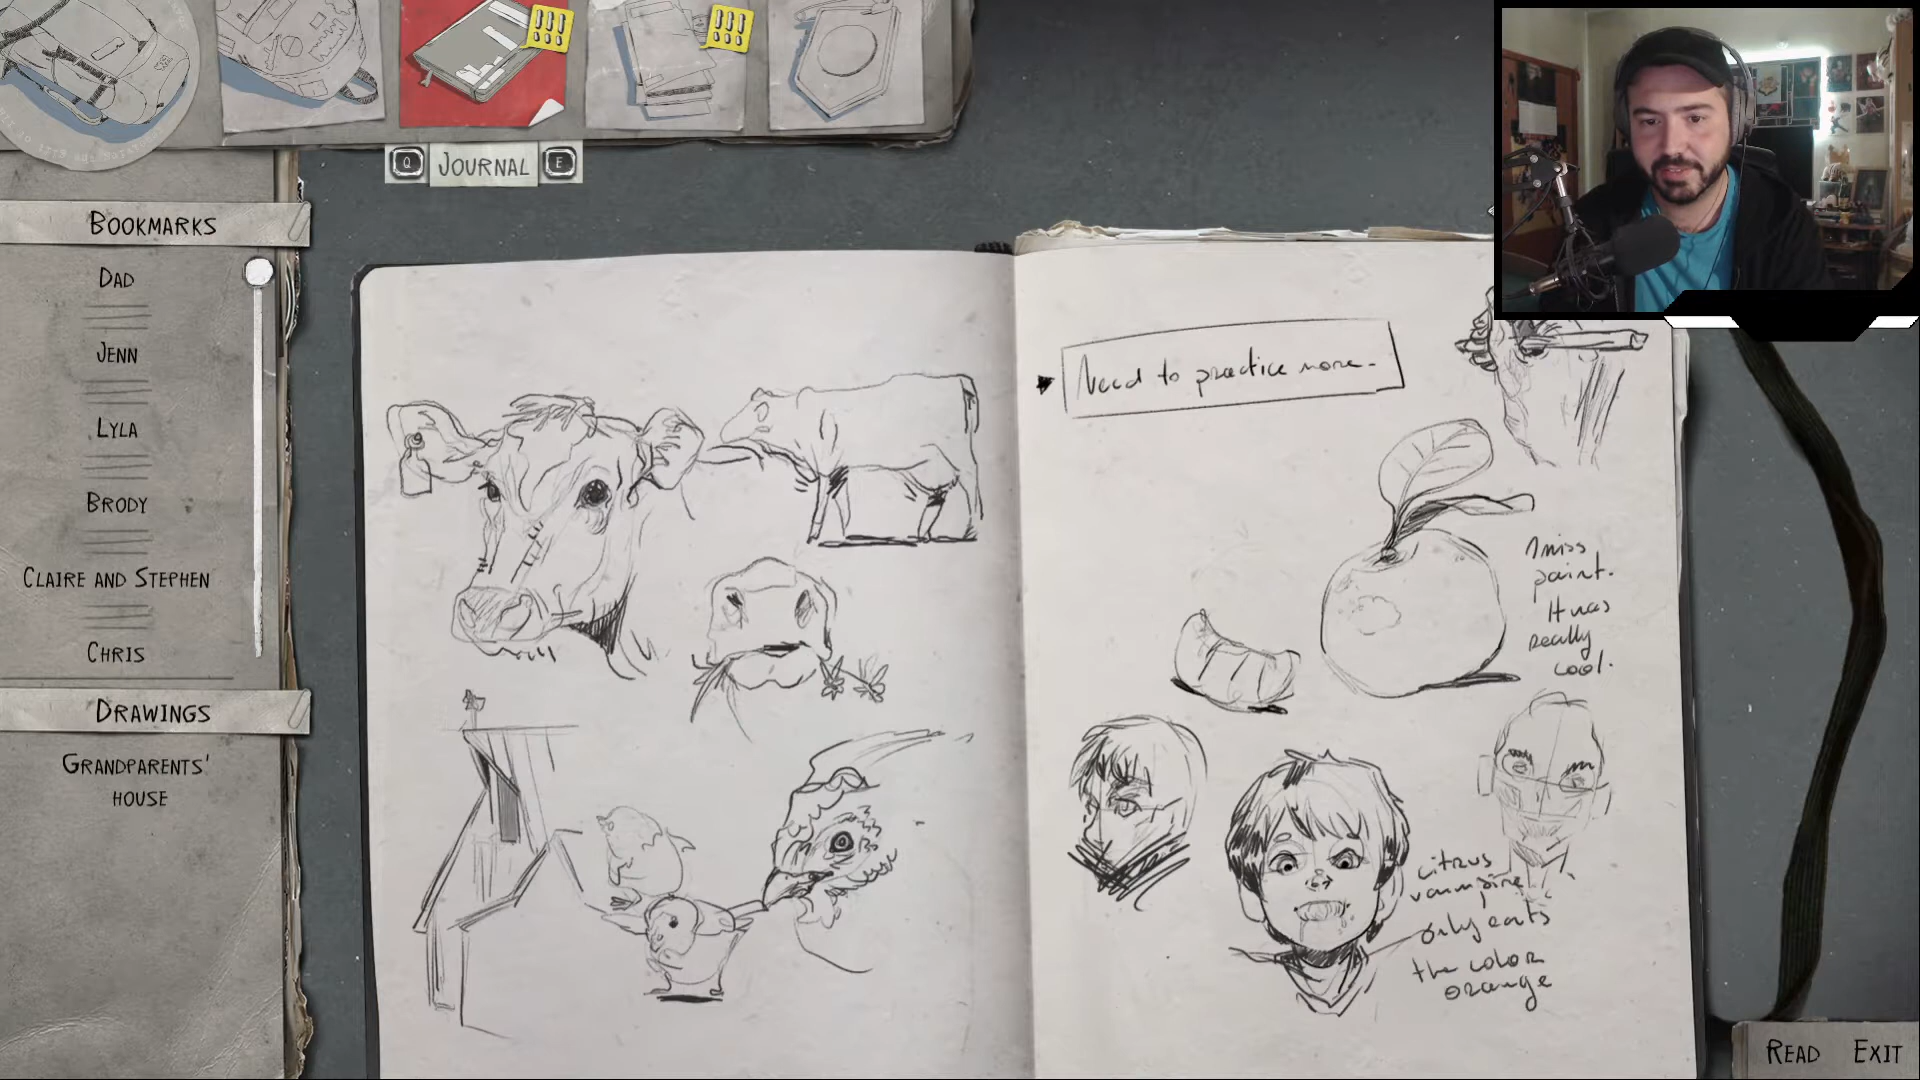 Q
JOURNAL
E
BOOKMARKS
DAD
JENN
LYLA
BRODY
CLAIRE AND STEPHEN
CHRIS
DRAWINGS
GRANDPARENTS'
HOUSE
Need to practice more.
I miss
paint.
It was
really
cool.
citrus
vampire
only eats
the color
orange
READ
EXIT